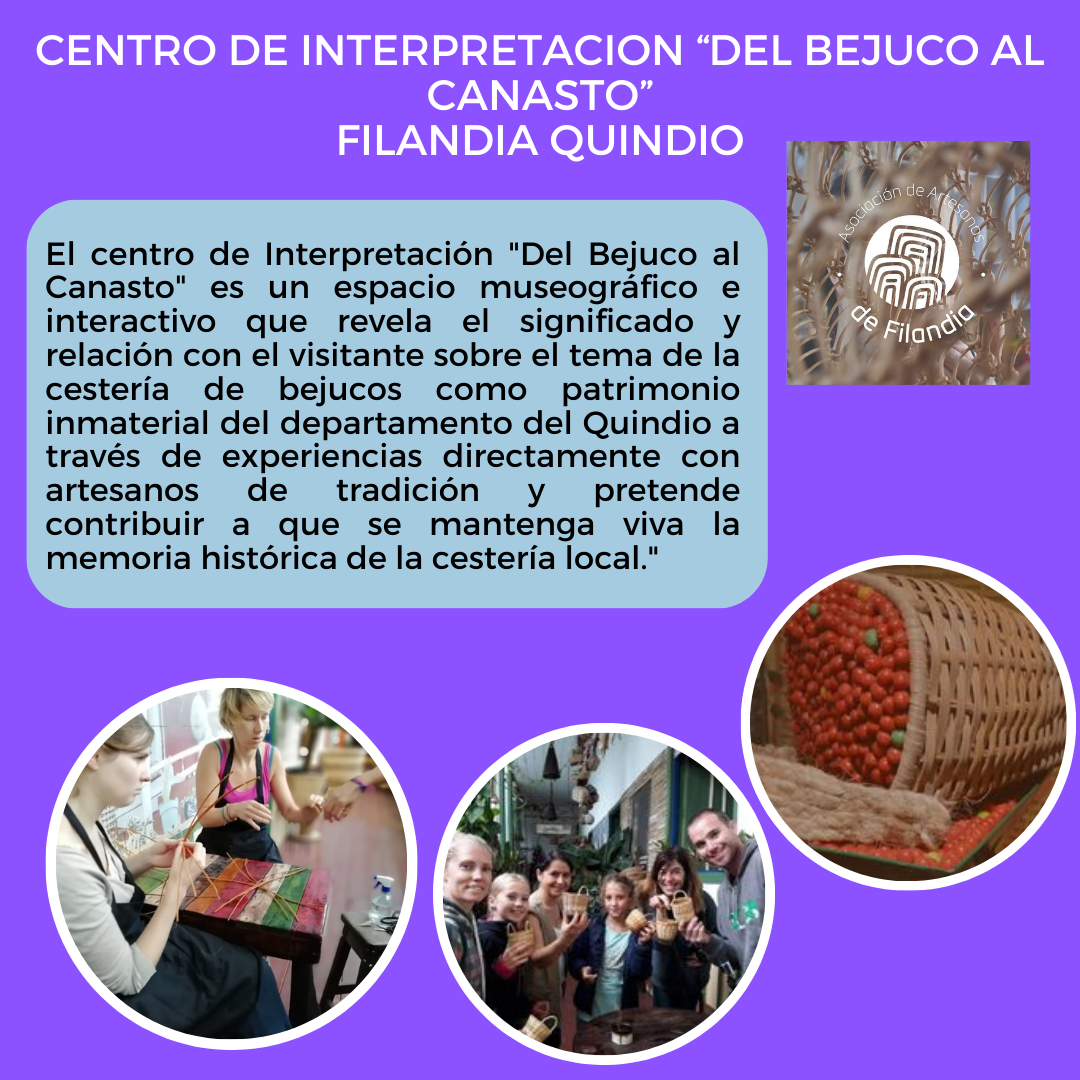 CENTRO DE INTERPRETACION “DEL BEJUCO AL
CANASTO”
FILANDIA QUINDIO
Asociación de Artesanos
de Filandia
El centro de Interpretación "Del Bejuco al
Canasto" es un espacio museográfico e
interactivo que revela el significado y
relación con el visitante sobre el tema de la
cestería de bejucos como patrimonio
inmaterial del departamento del Quindio a
través de experiencias directamente con
artesanos de tradición y pretende
contribuir a que se mantenga viva la
memoria histórica de la cestería local."